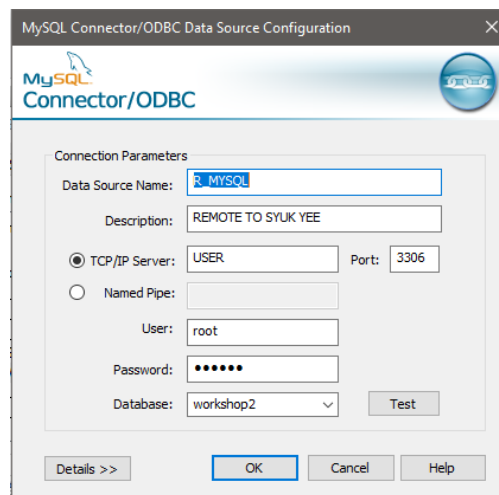 MySQL Connector/ODBC Data Source Configuration
MySQL
Connector/ODBC
Connection Parameters
Data Source Name: R_MYSQL
Description: REMOTE TO SYUK YEE
TCP/IP Server: USER Port: 3306
Named Pipe:
User: root
Password: ••••••
Database: workshop2 Test
Details >> OK Cancel Help